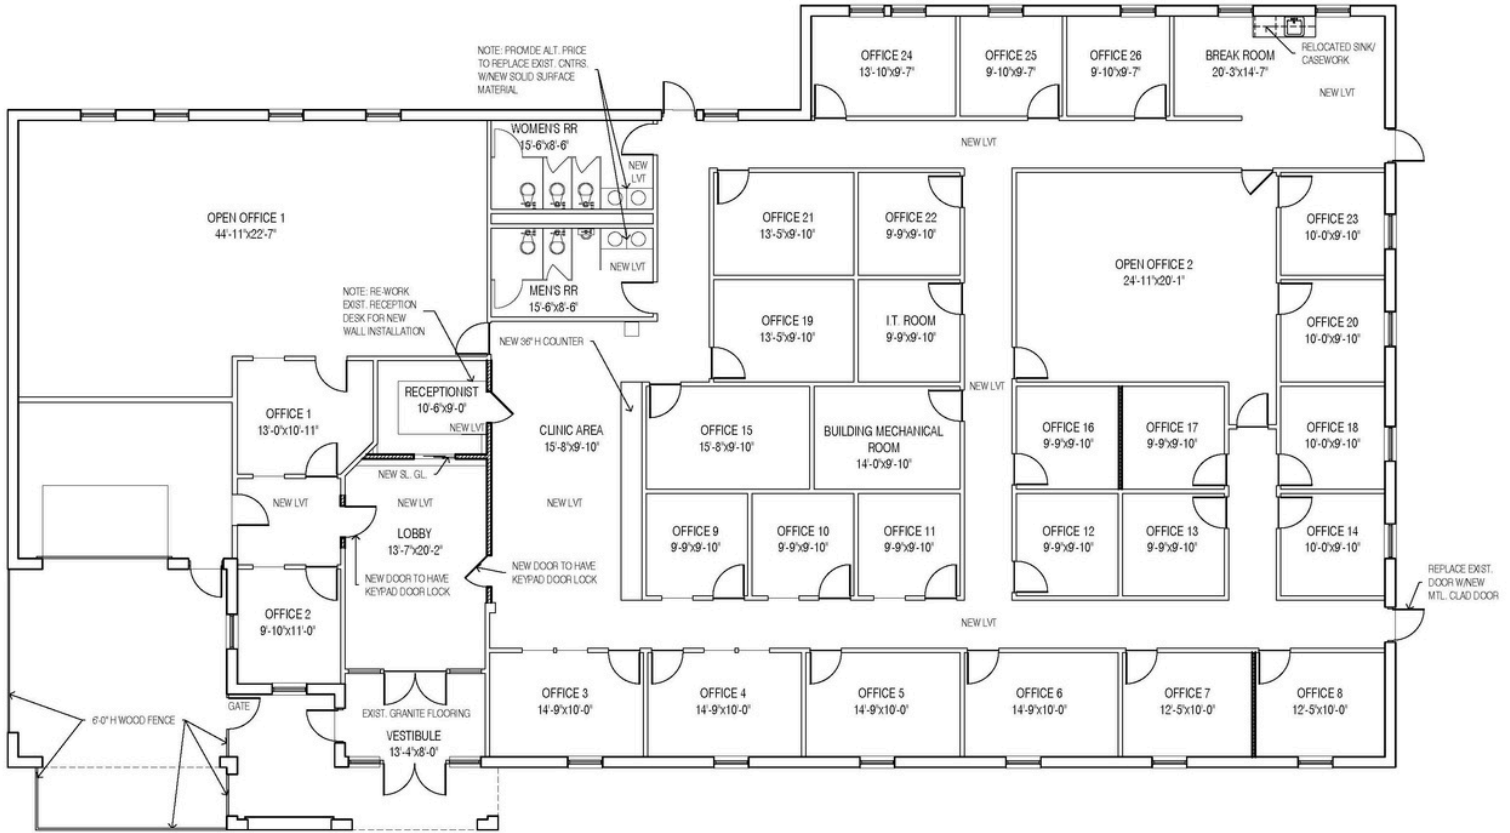 NOTE: PROVIDE ALT. PRICE
TO REPLACE EXIST. CNTRS.
W/NEW SOLID SURFACE
MATERIAL
OFFICE 24
13'-10"x9'-7"
OFFICE 25
9'-10"x9'-7"
OFFICE 26
9'-10"x9'-7"
BREAK ROOM
20'-3"x14'-7"
RELOCATED SINK/
CASEWORK
NEW LVT
WOMEN'S RR
15'-6"x8'-6"
NEW
LVT
NEW LVT
OPEN OFFICE 1
44'-11"x22'-7"
OFFICE 21
13'-5"x9'-10"
OFFICE 22
9'-9"x9'-10"
OFFICE 23
10'-0"x9'-10"
OPEN OFFICE 2
24'-11"x20'-1"
NEW LVT
MEN'S RR
15'-6"x8'-6"
NOTE: RE-WORK
EXIST. RECEPTION
DESK FOR NEW
WALL INSTALLATION
NEW 36" H COUNTER
OFFICE 19
13'-5"x9'-10"
I.T. ROOM
9'-9"x9'-10"
OFFICE 20
10'-0"x9'-10"
NEW LVT
RECEPTIONIST
10'-6"x9'-0"
NEW LVT
OFFICE 1
13'-0"x10'-11"
CLINIC AREA
15'-8"x9'-10"
OFFICE 15
15'-8"x9'-10"
BUILDING MECHANICAL
ROOM
14'-0"x9'-10"
OFFICE 16
9'-9"x9'-10"
OFFICE 17
9'-9"x9'-10"
OFFICE 18
10'-0"x9'-10"
NEW SL. GL.
NEW LVT
NEW LVT
NEW LVT
LOBBY
13'-7"x20'-2"
OFFICE 9
9'-9"x9'-10"
OFFICE 10
9'-9"x9'-10"
OFFICE 11
9'-9"x9'-10"
OFFICE 12
9'-9"x9'-10"
OFFICE 13
9'-9"x9'-10"
OFFICE 14
10'-0"x9'-10"
NEW DOOR TO HAVE
KEYPAD DOOR LOCK
NEW DOOR TO HAVE
KEYPAD DOOR LOCK
REPLACE EXIST.
DOOR W/NEW
MTL. CLAD DOOR
OFFICE 2
9'-10"x11'-0"
NEW LVT
GATE
6'-0" H WOOD FENCE
EXIST. GRANITE FLOORING
VESTIBULE
13'-4"x8'-0"
OFFICE 3
14'-9"x10'-0"
OFFICE 4
14'-9"x10'-0"
OFFICE 5
14'-9"x10'-0"
OFFICE 6
14'-9"x10'-0"
OFFICE 7
12'-5"x10'-0"
OFFICE 8
12'-5"x10'-0"